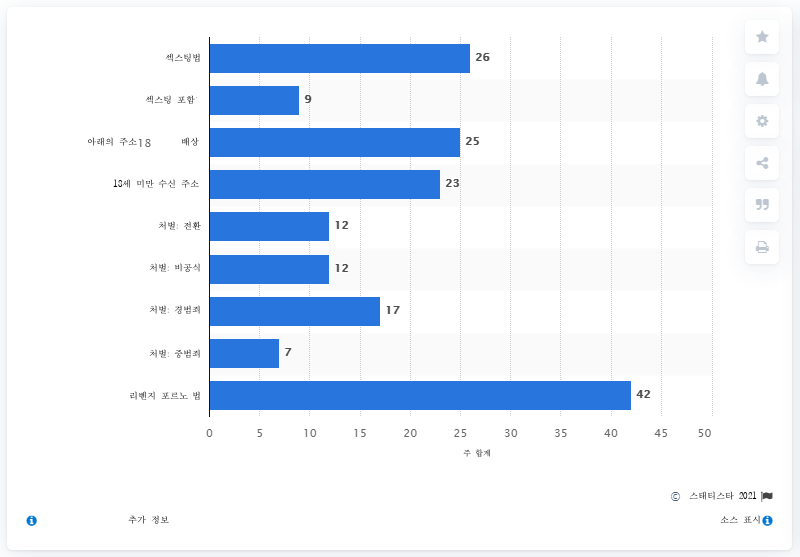 섹스팅법 26
섹스팅 포함 9
아래의 주소18 배상 25
18세 미만 수신 주소 23
처벌: 전환 12
처벌: 비공식 12
처벌: 경범죄 17
처벌: 중범죄 7
리벤지 포르노 법 42
0 5 10 15 20 25 30 35 40 45 50
주 합계
© 스태티스타 2021
추가 정보 소스 표시